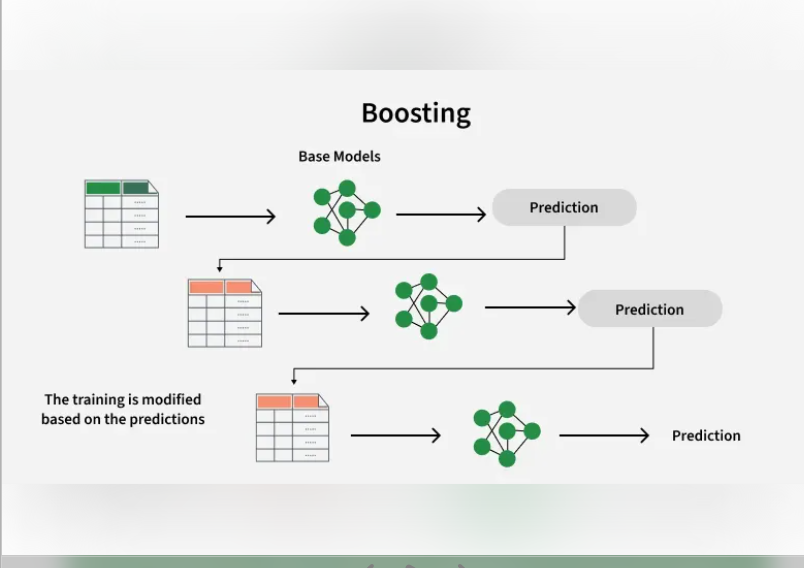 Boosting
Base Models
Prediction
Prediction
The training is modified
based on the predictions
Prediction